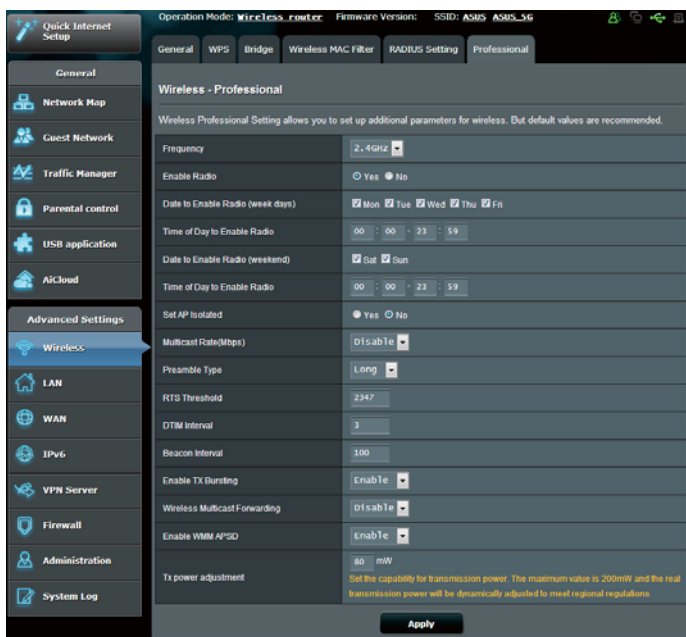 Quick Internet
Setup
Operation Mode: Wireless router Firmware Version: SSID: ASUS ASUS_5G
General WPS Bridge Wireless MAC Filter RADIUS Setting Professional
General
Network Map
Guest Network
Traffic Manager
Parental control
USB application
AiCloud
Advanced Settings
Wireless
LAN
WAN
IPv6
VPN Server
Firewall
Administration
System Log
Wireless - Professional
Wireless Professional Setting allows you to set up additional parameters for wireless. But default values are recommended.
Frequency 2.4GHz
Enable Radio Yes No
Date to Enable Radio (week days) Mon Tue Wed Thu Fri
Time of Day to Enable Radio 00 : 00 - 23 : 59
Date to Enable Radio (weekend) Sat Sun
Time of Day to Enable Radio 00 : 00 - 23 : 59
Set AP Isolated Yes No
Multicast Rate(Mbps) Disable
Preamble Type Long
RTS Threshold 2347
DTIM Interval 3
Beacon Interval 100
Enable TX Bursting Enable
Wireless Multicast Forwarding Disable
Enable WMM APSD Enable
Tx power adjustment 80 mW
Set the capability for transmission power. The maximum value is 200mW and the real
transmission power will be dynamically adjusted to meet regional regulations
Apply